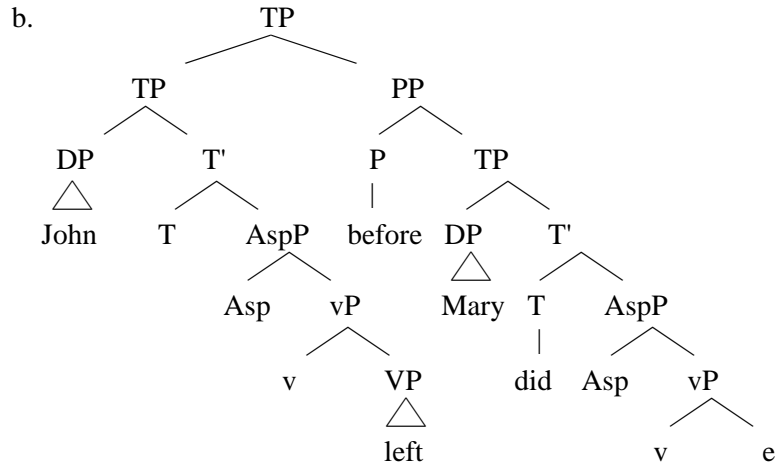 b. TP
TP PP
DP T' P TP
John T AspP before DP T'
Asp vP Mary T AspP
v VP did Asp vP
left v e